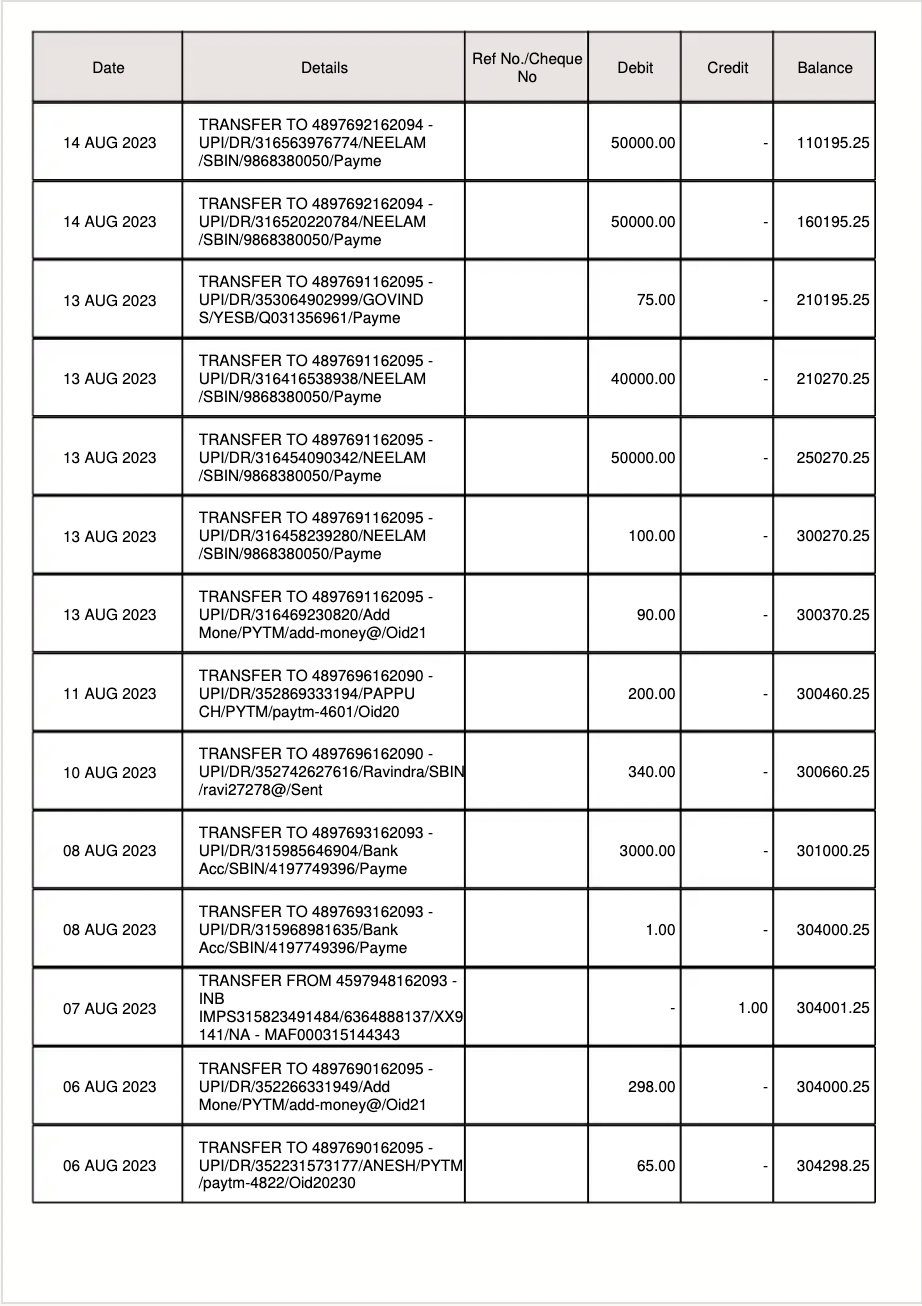 Date Details Ref No./Cheque No Debit Credit Balance
14 AUG 2023
TRANSFER TO 4897692162094 -
UPI/DR/316563976774/NEELAM
/SBIN/9868380050/Payme
50000.00 - 110195.25
14 AUG 2023
TRANSFER TO 4897692162094 -
UPI/DR/316520220784/NEELAM
/SBIN/9868380050/Payme
50000.00 - 160195.25
13 AUG 2023
TRANSFER TO 4897691162095 -
UPI/DR/353064902999/GOVIND
S/YESB/Q031356961/Payme
75.00 - 210195.25
13 AUG 2023
TRANSFER TO 4897691162095 -
UPI/DR/316416538938/NEELAM
/SBIN/9868380050/Payme
40000.00 - 210270.25
13 AUG 2023
TRANSFER TO 4897691162095 -
UPI/DR/316454090342/NEELAM
/SBIN/9868380050/Payme
50000.00 - 250270.25
13 AUG 2023
TRANSFER TO 4897691162095 -
UPI/DR/316458239280/NEELAM
/SBIN/9868380050/Payme
100.00 - 300270.25
13 AUG 2023
TRANSFER TO 4897691162095 -
UPI/DR/316469230820/Add
Mone/PYTM/add-money@/Oid21
90.00 - 300370.25
11 AUG 2023
TRANSFER TO 4897696162090 -
UPI/DR/352869333194/PAPPU
CH/PYTM/paytm-4601/Oid20
200.00 - 300460.25
10 AUG 2023
TRANSFER TO 4897696162090 -
UPI/DR/352742627616/Ravindra/SBIN
/ravi27278@/Sent
340.00 - 300660.25
08 AUG 2023
TRANSFER TO 4897693162093 -
UPI/DR/315985646904/Bank
Acc/SBIN/4197749396/Payme
3000.00 - 301000.25
08 AUG 2023
TRANSFER TO 4897693162093 -
UPI/DR/315968981635/Bank
Acc/SBIN/4197749396/Payme
1.00 - 304000.25
07 AUG 2023
TRANSFER FROM 4597948162093 -
INB
IMPS315823491484/6364888137/XX9
141/NA - MAF000315144343
- 1.00 304001.25
06 AUG 2023
TRANSFER TO 4897690162095 -
UPI/DR/352266331949/Add
Mone/PYTM/add-money@/Oid21
298.00 - 304000.25
06 AUG 2023
TRANSFER TO 4897690162095 -
UPI/DR/352231573177/ANESH/PYTM
/paytm-4822/Oid20230
65.00 - 304298.25